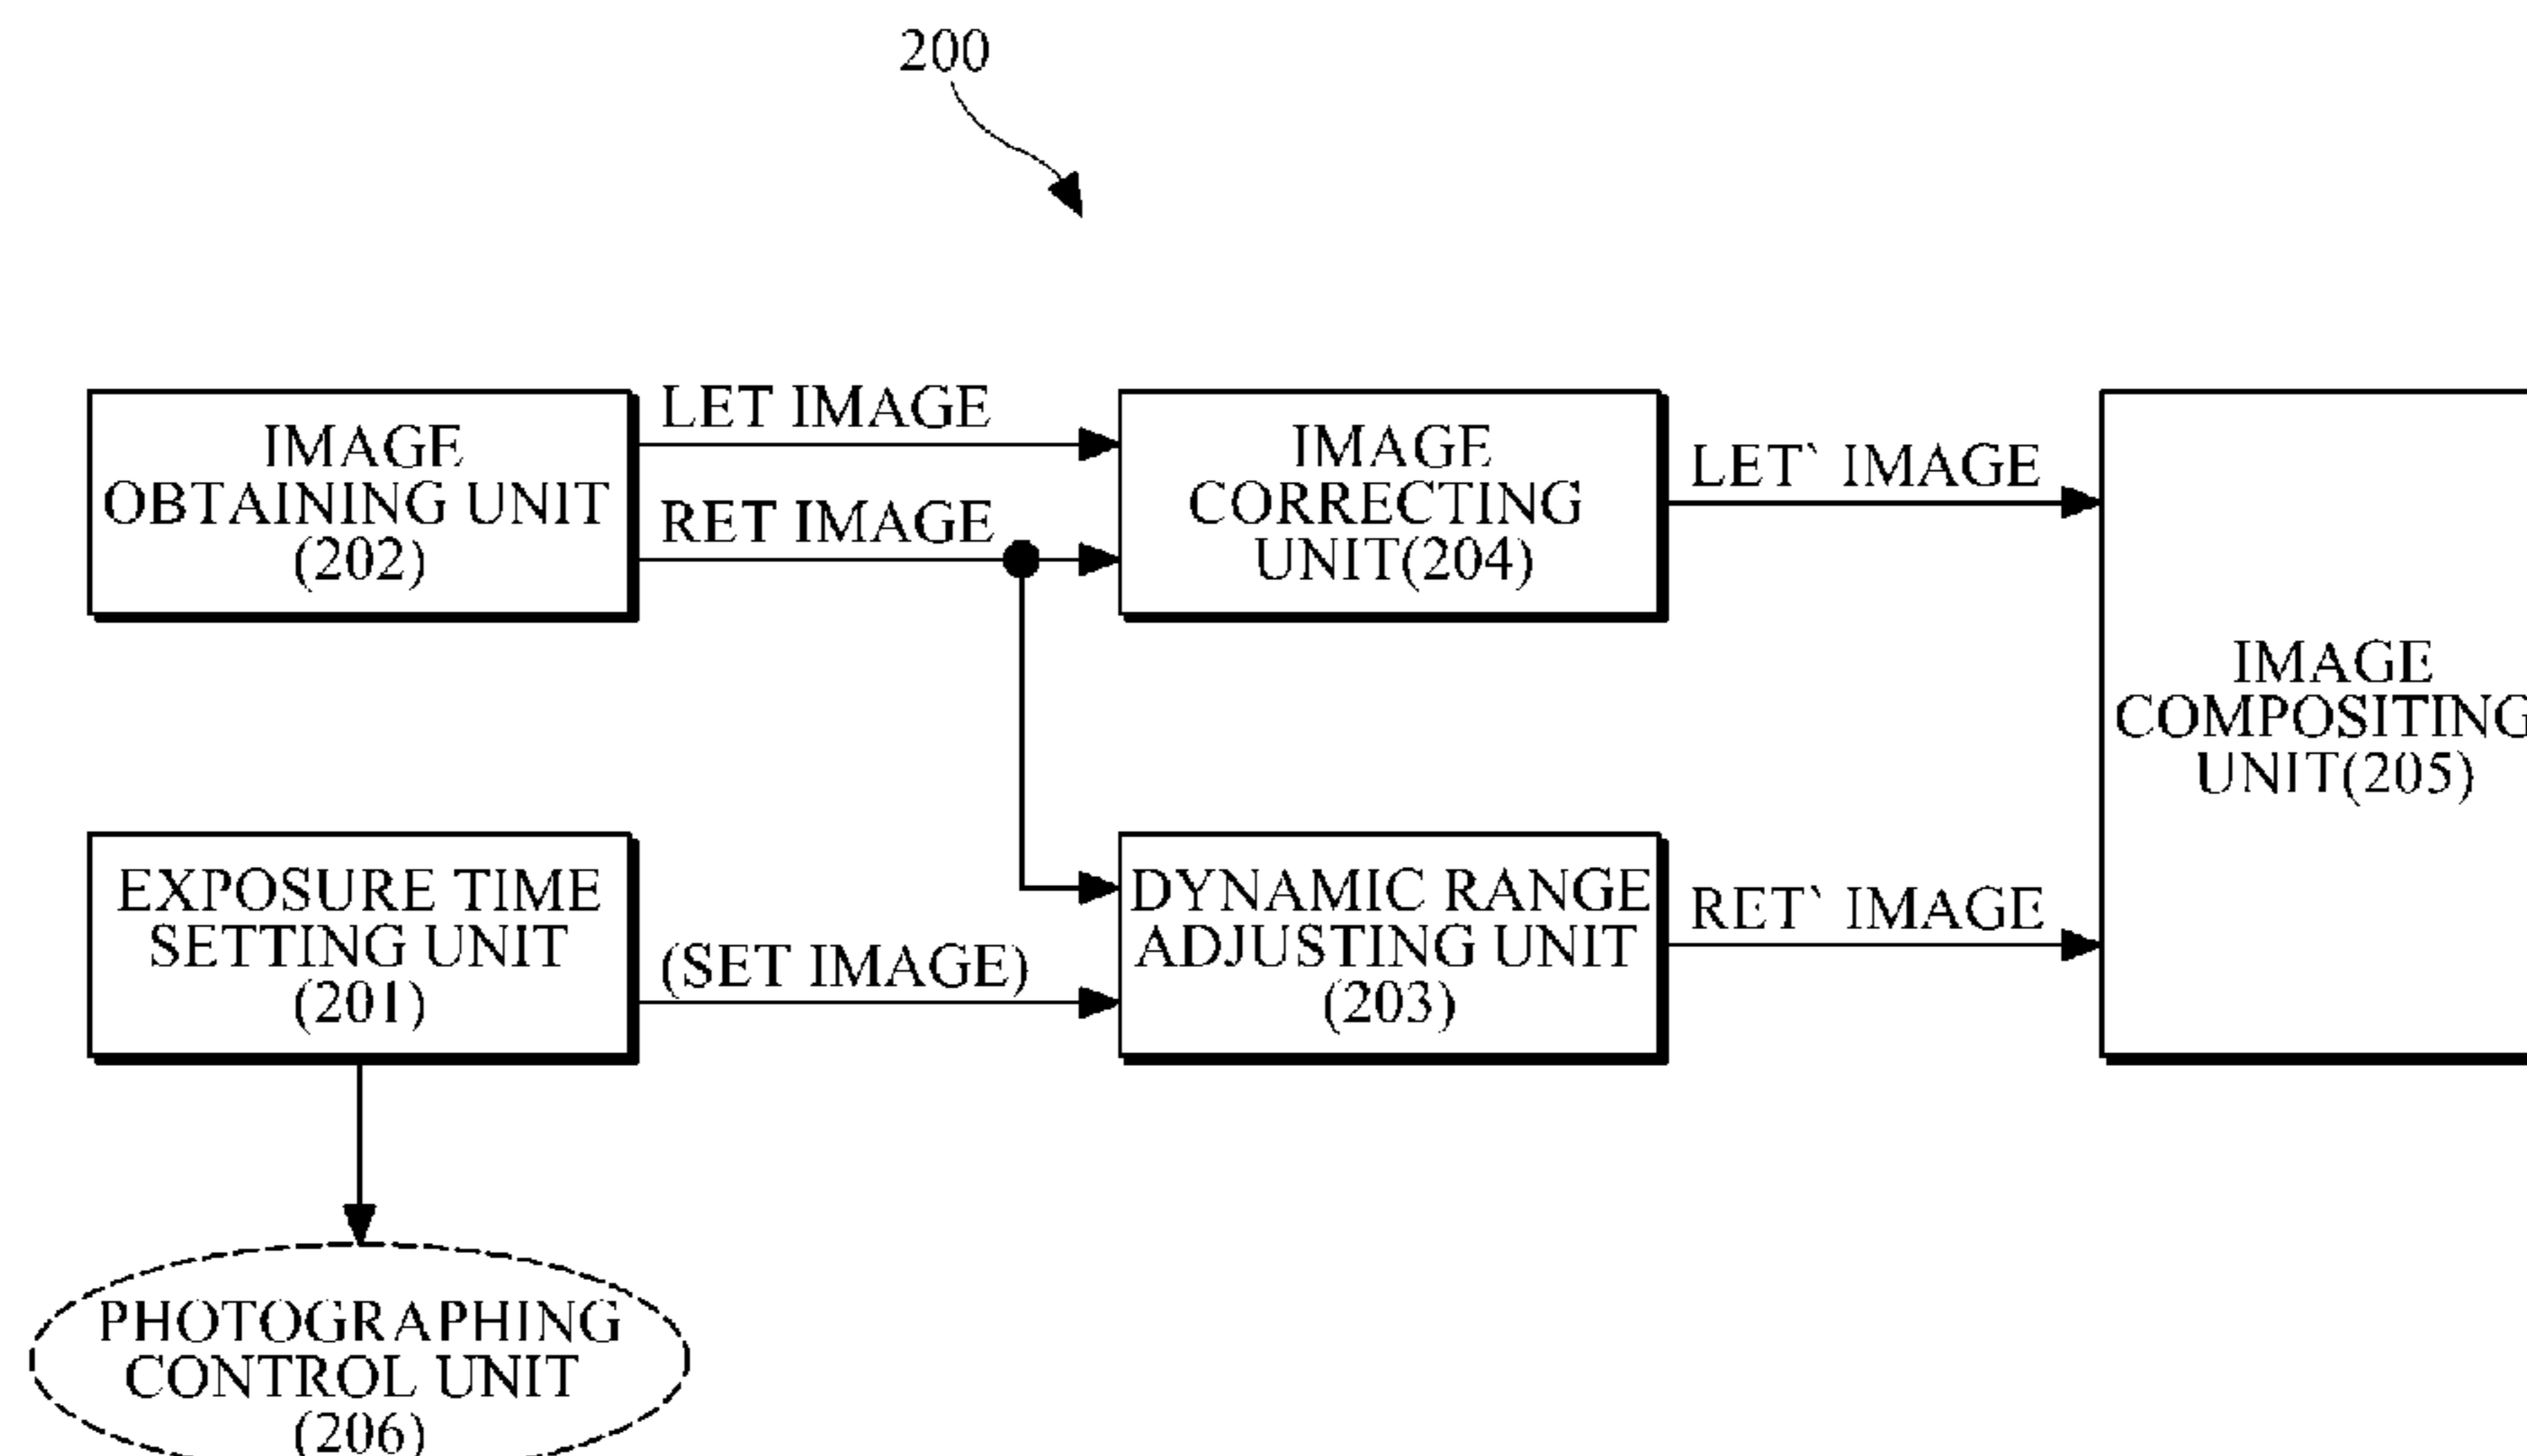 200
IMAGE
OBTAINING UNIT
(202)
LET IMAGE
RET IMAGE
IMAGE
CORRECTING
UNIT(204)
LET` IMAGE
IMAGE
COMPOSITING
UNIT(205)
EXPOSURE TIME
SETTING UNIT
(201)
(SET IMAGE)
DYNAMIC RANGE
ADJUSTING UNIT
(203)
RET` IMAGE
PHOTOGRAPHING
CONTROL UNIT
(206)